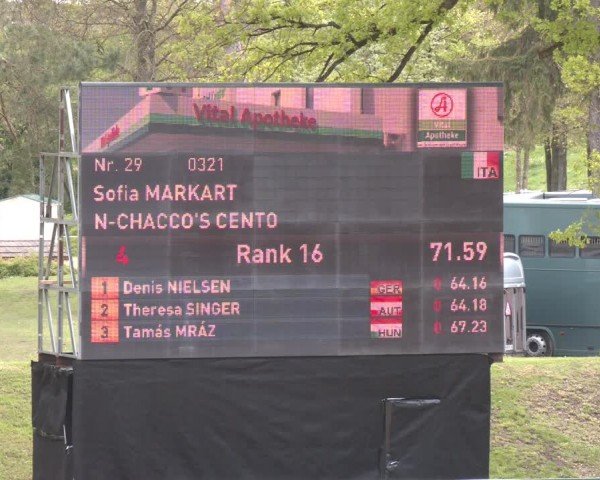 Vital Apotheke
Vital
Apotheke
Nr. 29 0321
ITA
Sofia MARKART
N-CHACCO'S CENTO
4 Rank 16 71.59
1 Denis NIELSEN GER 0 64.16
2 Theresa SINGER AUT 0 64.18
3 Tamás MRÁZ HUN 0 67.23